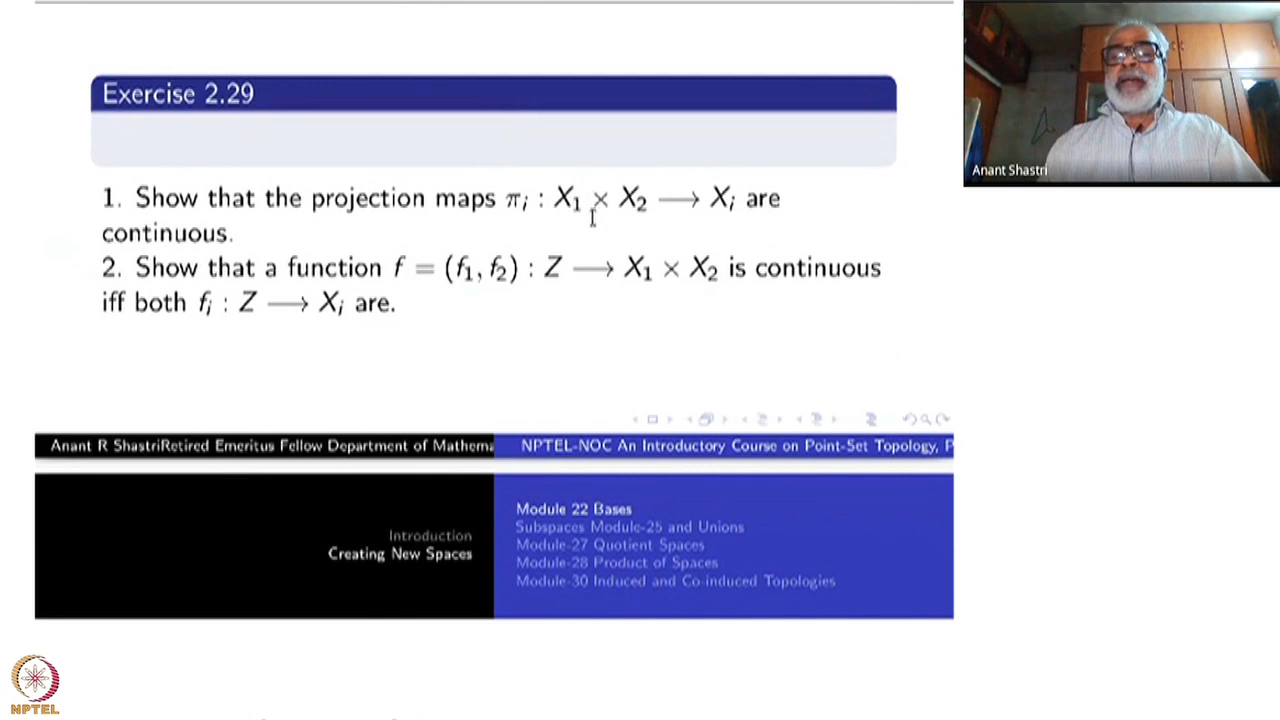 Exercise 2.29
1. Show that the projection maps πᵢ : X₁ × X₂ ⟶ Xᵢ are
continuous.
2. Show that a function f = (f₁, f₂) : Z ⟶ X₁ × X₂ is continuous
iff both fᵢ : Z ⟶ Xᵢ are.
Anant Shastri
Anant R ShastriRetired Emeritus Fellow Department of Mathema
NPTEL-NOC An Introductory Course on Point-Set Topology, P
Introduction
Creating New Spaces
Module 22 Bases
Subspaces Module-25 and Unions
Module-27 Quotient Spaces
Module-28 Product of Spaces
Module-30 Induced and Co-induced Topologies
NPTEL